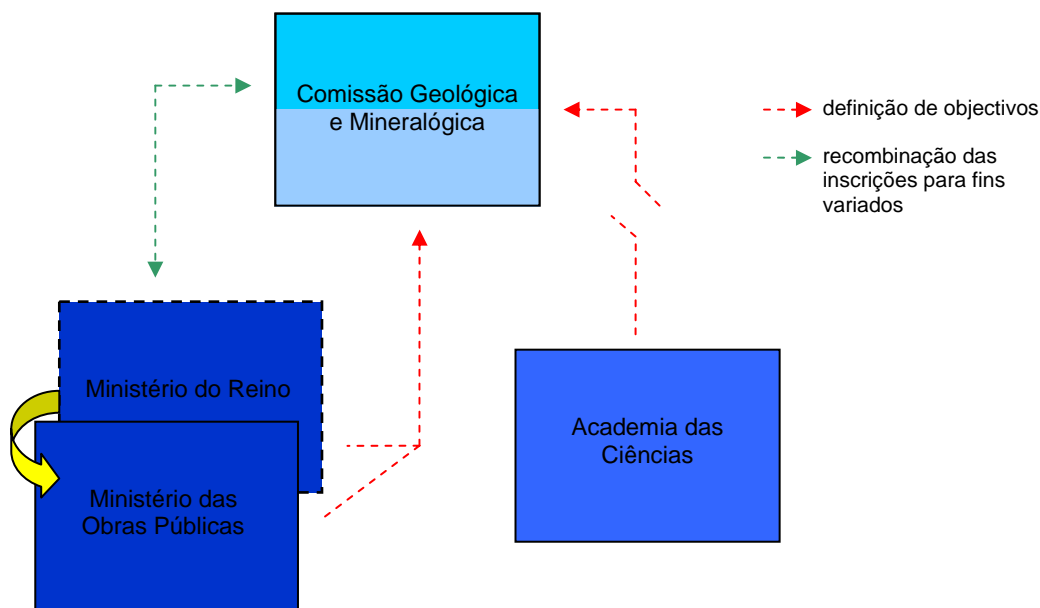 Comissão Geológica
e Mineralógica
definição de objectivos
recombinação das
inscrições para fins
variados
Ministério do Reino
Ministério das
Obras Públicas
Academia das
Ciências